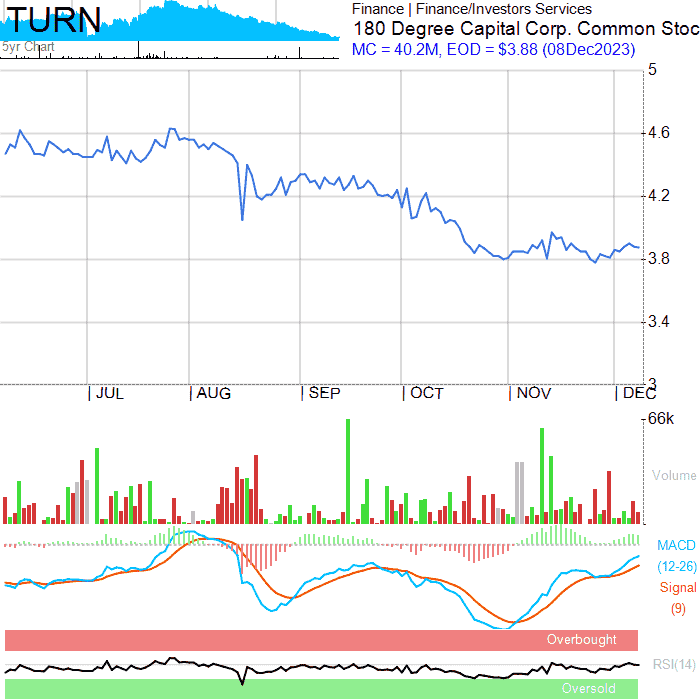 TURN
5yr Chart
Finance | Finance/Investors Services
180 Degree Capital Corp. Common Stoc
MC = 40.2M, EOD = $3.88 (08Dec2023)
5
4.6
4.2
3.8
3.4
3
JUL AUG SEP OCT NOV DEC
66k
Volume
MACD
(12-26)
Signal
(9)
Overbought
RSI(14)
Oversold